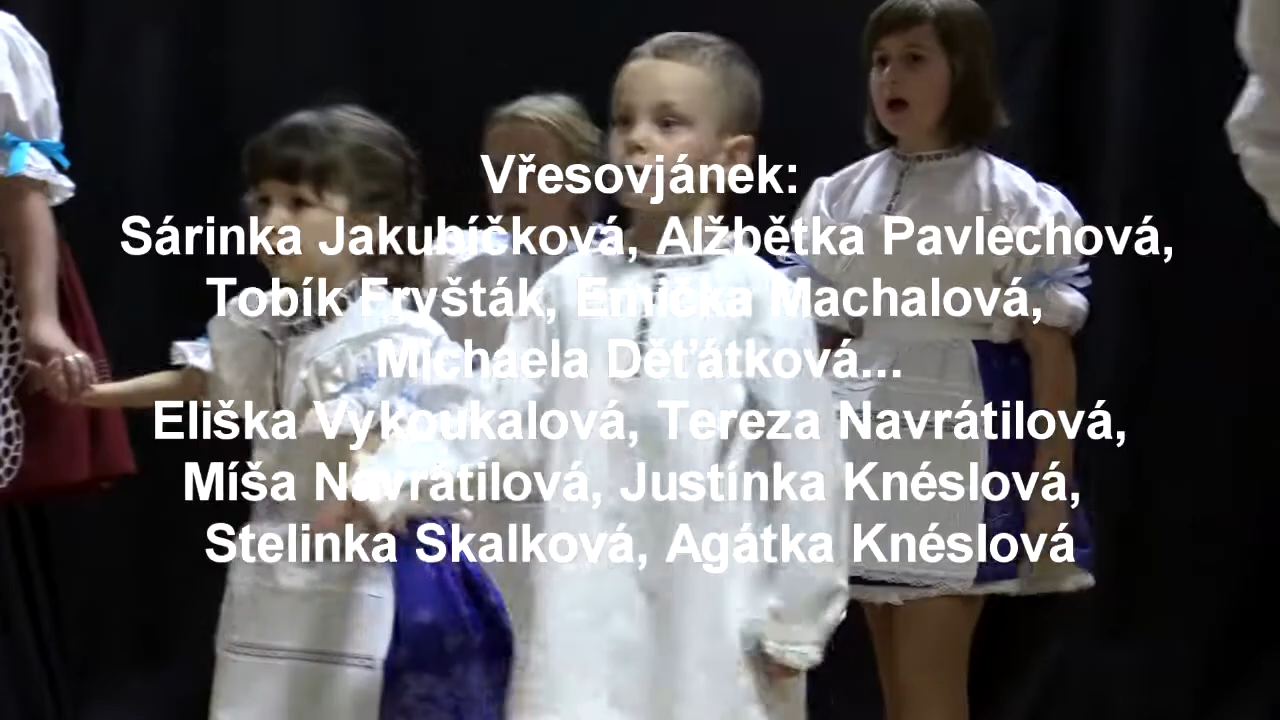 Vřesovjánek:
Sárinka Jakubíčková, Alžbětka Pavlechová,
Tobík Fryšták, Emička Machalová,
Michaela Děťátková...
Eliška Vykoukalová, Tereza Navrátilová,
Míša Navrátilová, Justínka Knéslová,
Stelinka Skalková, Agátka Knéslová